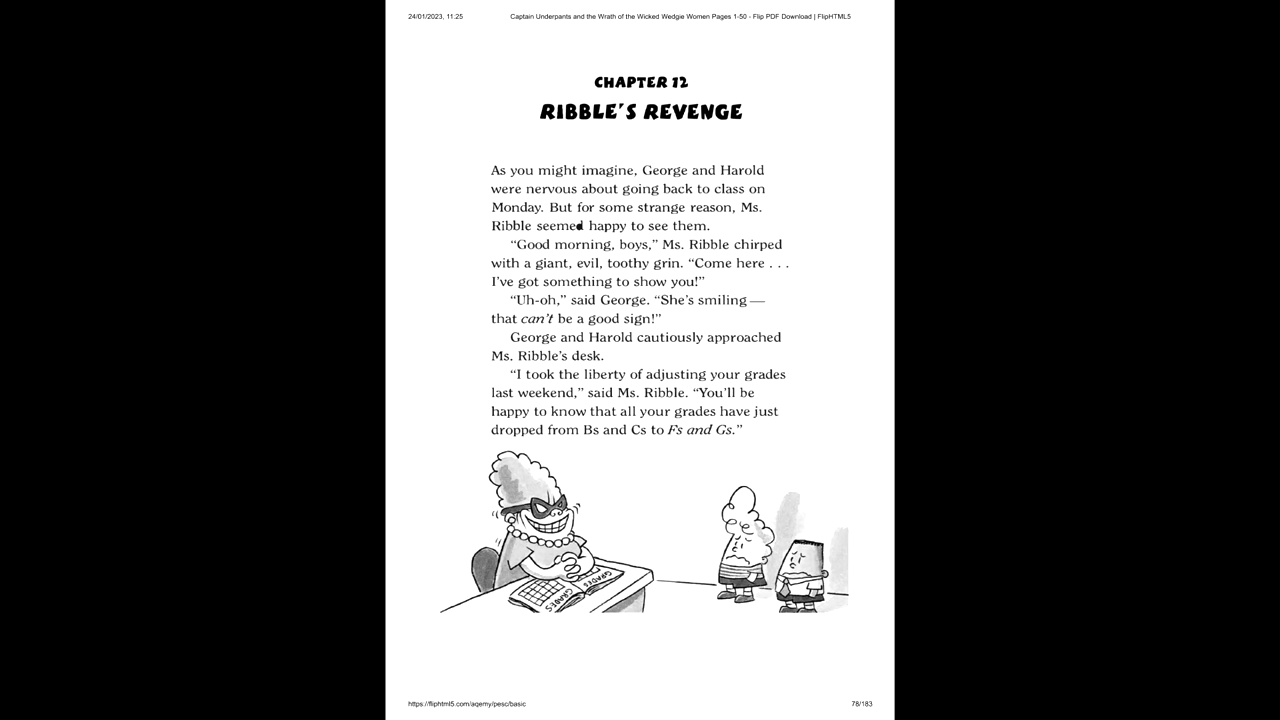 24/01/2023, 11:25 Captain Underpants and the Wrath of the Wicked Wedgie Women Pages 1-50 - Flip PDF Download | FlipHTML5
CHAPTER 12
RIBBLE'S REVENGE
As you might imagine, George and Harold
were nervous about going back to class on
Monday. But for some strange reason, Ms.
Ribble seemed happy to see them.
“Good morning, boys,” Ms. Ribble chirped
with a giant, evil, toothy grin. “Come here . . .
I've got something to show you!”
“Uh-oh,” said George. “She's smiling —
that can't be a good sign!”
George and Harold cautiously approached
Ms. Ribble's desk.
“I took the liberty of adjusting your grades
last weekend,” said Ms. Ribble. “You'll be
happy to know that all your grades have just
dropped from Bs and Cs to Fs and Gs.”
GRADES
GRADES
https://fliphtml5.com/aqemy/pesc/basic 78/183